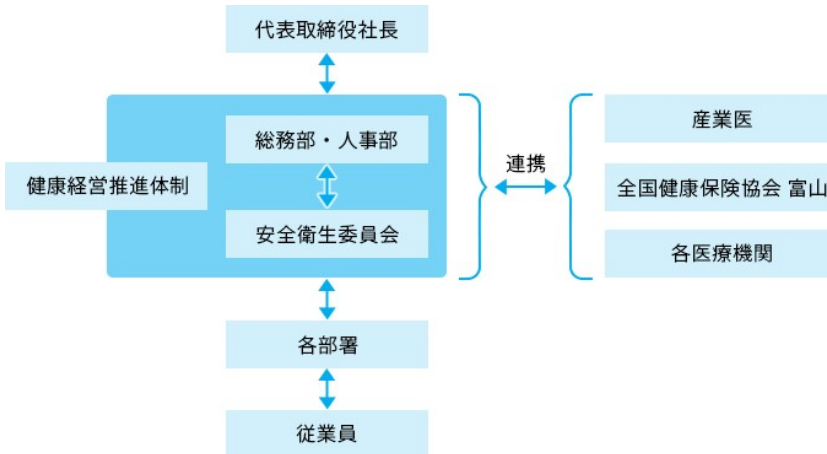 代表取締役社長
総務部・人事部
健康経営推進体制
安全衛生委員会
連携
産業医
全国健康保険協会 富山
各医療機関
各部署
従業員